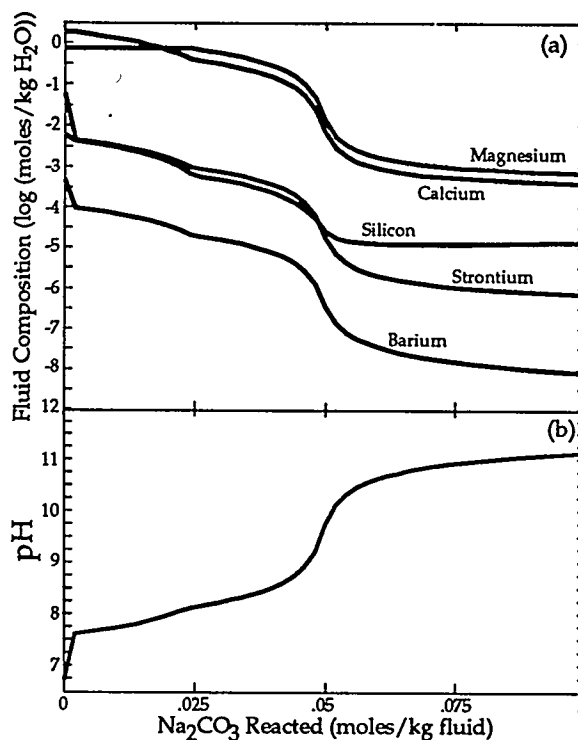 Fluid Composition (log (moles/kg H₂O))
(a)
0
-1
-2
-3
-4
-5
-6
-7
-8
Magnesium
Calcium
Silicon
Strontium
Barium
pH
(b)
12
11
10
9
8
7
0 .025 .05 .075
Na₂CO₃ Reacted (moles/kg fluid)